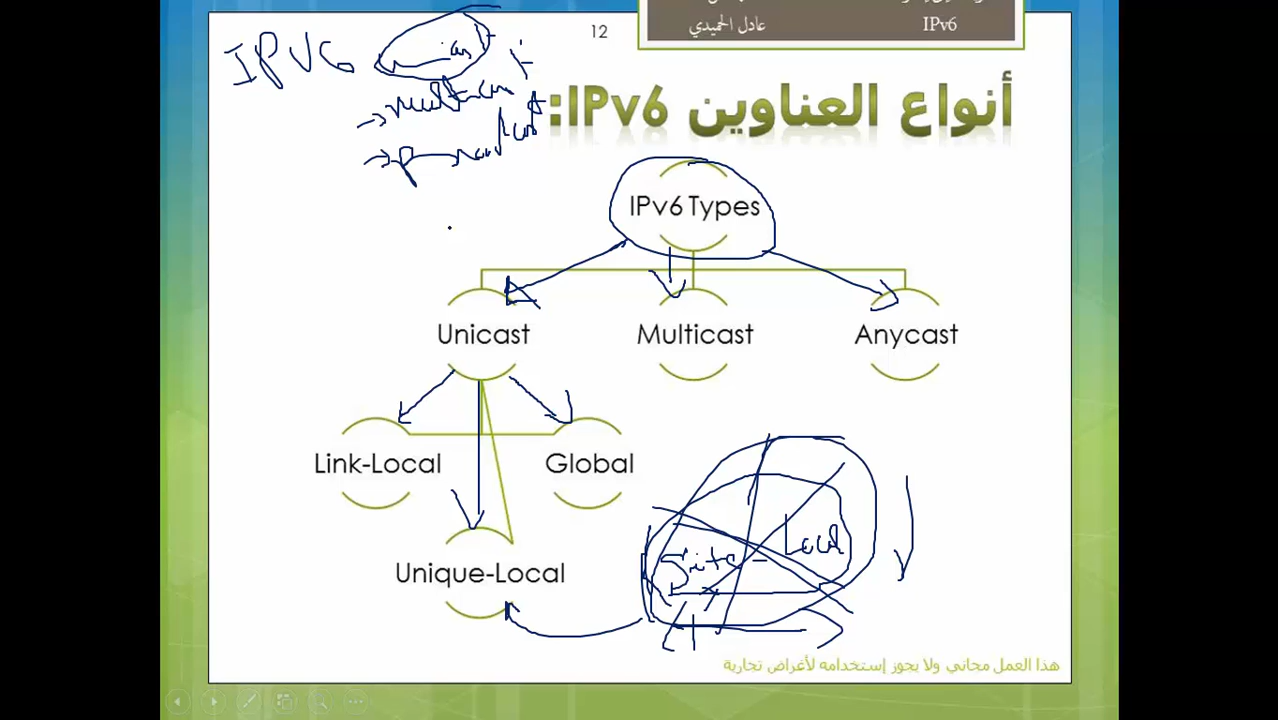 12
عادل الحميدي IPv6
IPV6
أنواع العناوين IPv6:
IPv6 Types
Unicast Multicast Anycast
Link-Local Global
Site - Local
Unique-Local
هذا العمل مجاني ولا يجوز إستخدامه لأغراض تجارية